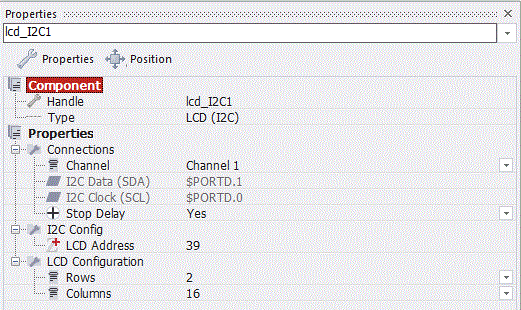 Properties
lcd_I2C1
Properties Position
Component
Handle lcd_I2C1
Type LCD (I2C)
Properties
Connections
Channel Channel 1
I2C Data (SDA) $PORTD.1
I2C Clock (SCL) $PORTD.0
Stop Delay Yes
I2C Config
LCD Address 39
LCD Configuration
Rows 2
Columns 16